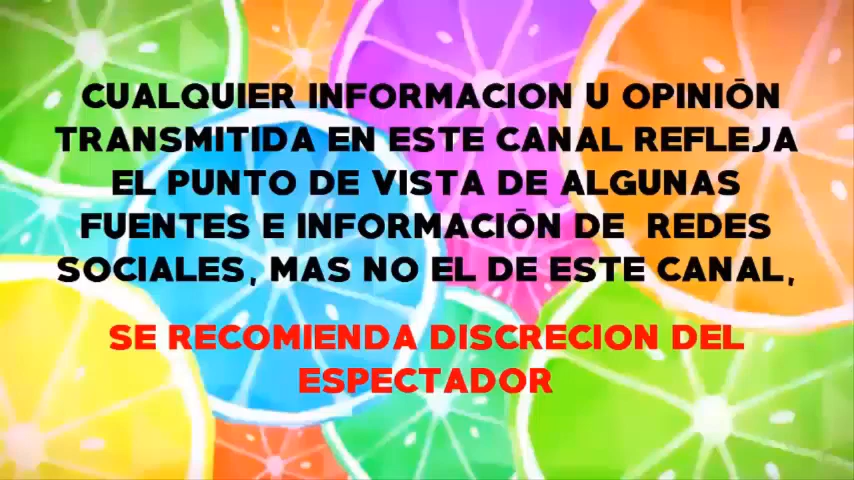 CUALQUIER INFORMACION U OPINIÓN
TRANSMITIDA EN ESTE CANAL REFLEJA
EL PUNTO DE VISTA DE ALGUNAS
FUENTES E INFORMACIÓN DE REDES
SOCIALES, MAS NO EL DE ESTE CANAL,
SE RECOMIENDA DISCRECION DEL
ESPECTADOR